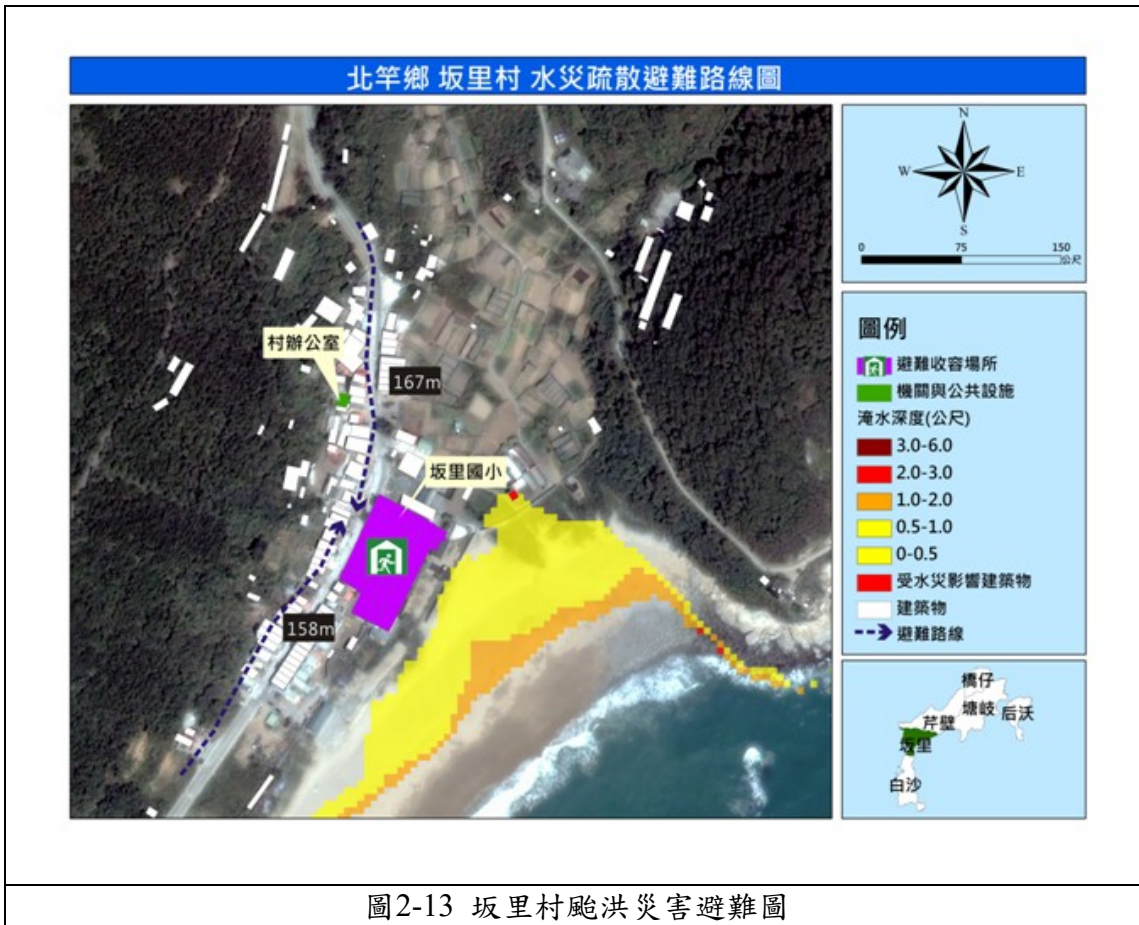 北竿鄉 坂里村 水災疏散避難路線圖
村辦公室
167m
坂里國小
158m
N
W
E
S
0
75
150
公尺
圖例
避難收容場所
機關與公共設施
淹水深度(公尺)
3.0-6.0
2.0-3.0
1.0-2.0
0.5-1.0
0-0.5
受水災影響建築物
建築物
避難路線
橋仔
塘岐
后沃
芹壁
坂里
白沙
圖2-13 坂里村颱洪災害避難圖